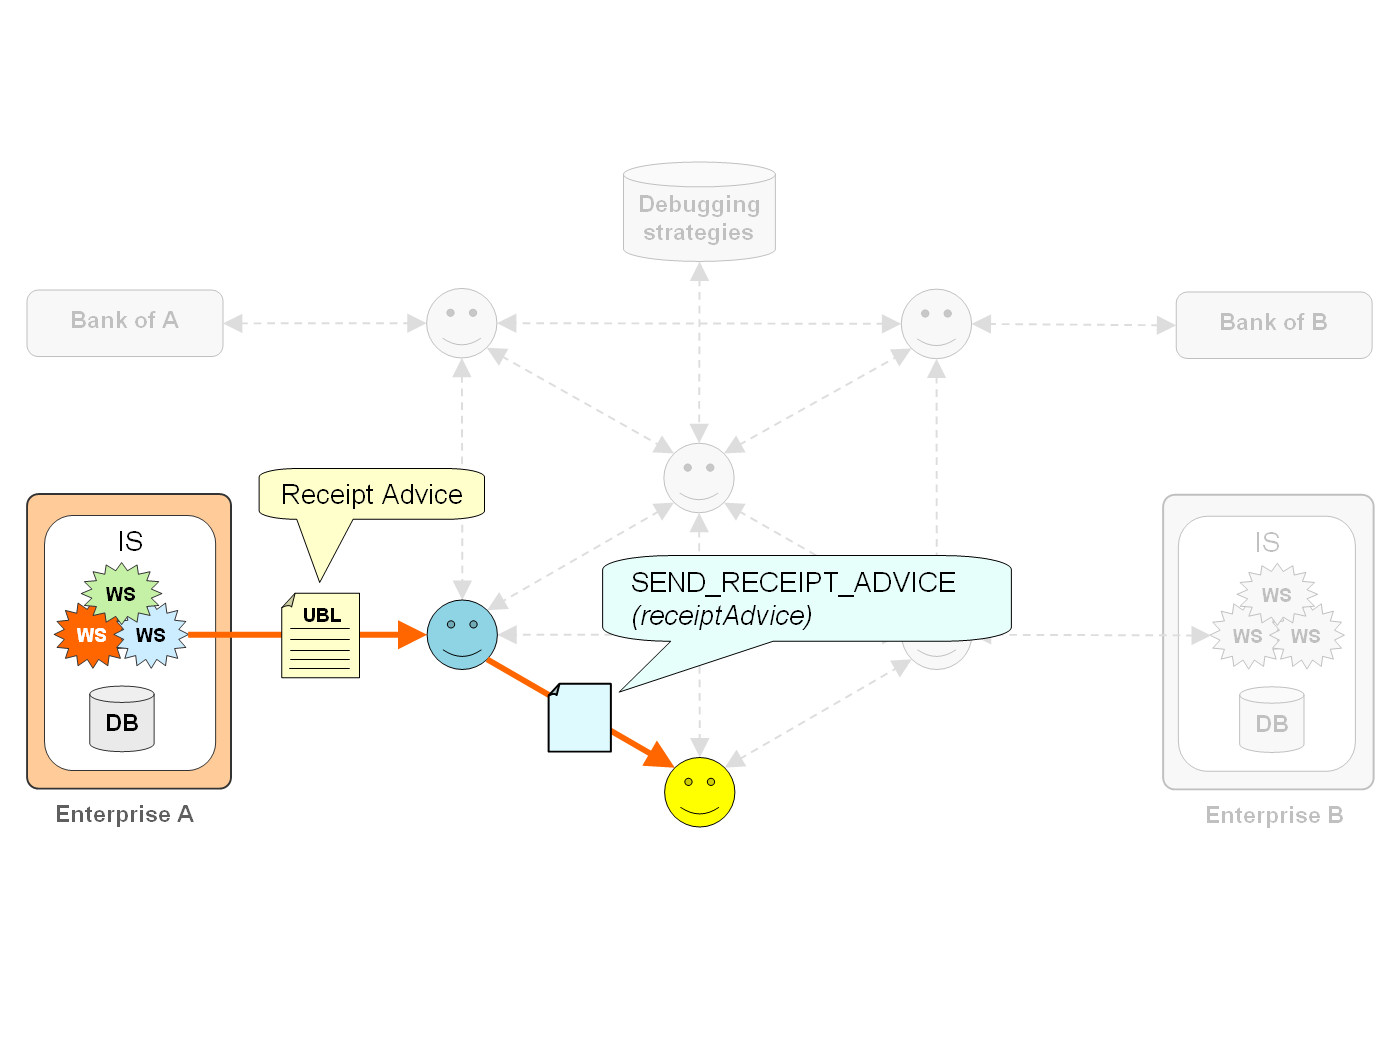 Debugging
strategies
Bank of A
Bank of B
Receipt Advice
IS
WS
WS
WS
DB
Enterprise A
UBL
SEND_RECEIPT_ADVICE
(receiptAdvice)
IS
WS
WS
WS
DB
Enterprise B